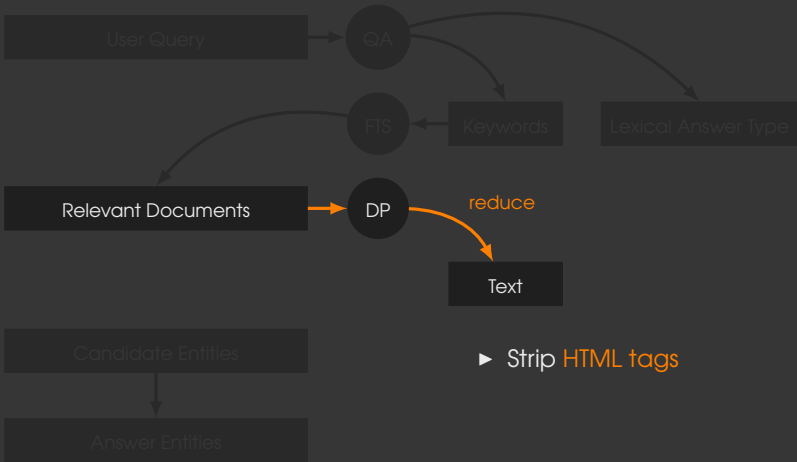 User Query
QA
FTS
Keywords
Lexical Answer Type
Relevant Documents
DP
reduce
Text
Candidate Entities
► Strip HTML tags
Answer Entities